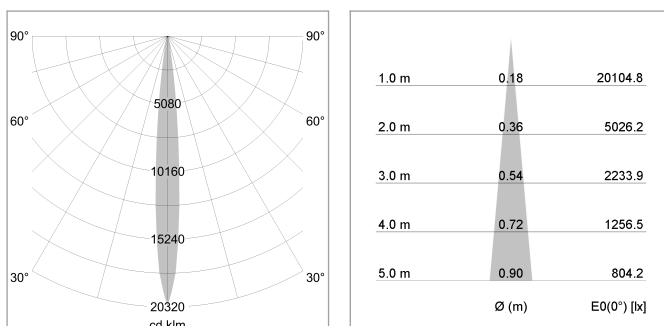 90° 90°
5080
60° 60°
10160
15240
30° 30°
20320
cd klm
1.0 m 0.18 20104.8
2.0 m 0.36 5026.2
3.0 m 0.54 2233.9
4.0 m 0.72 1256.5
5.0 m 0.90 804.2
Ø (m) E0(0°) [lx]